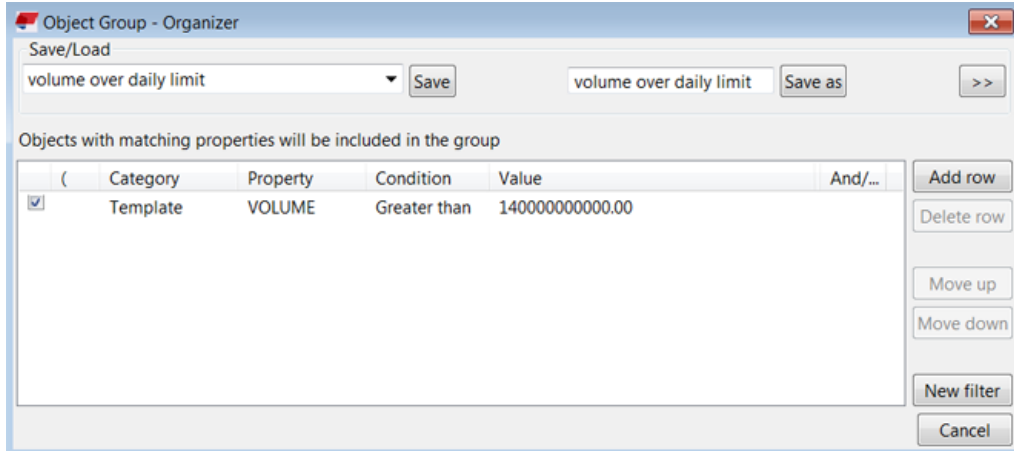 Object Group - Organizer
Save/Load
volume over daily limit Save volume over daily limit Save as >>
Objects with matching properties will be included in the group
( Category Property Condition Value And/... Add row
Template VOLUME Greater than 140000000000.00
Delete row
Move up
Move down
New filter
Cancel